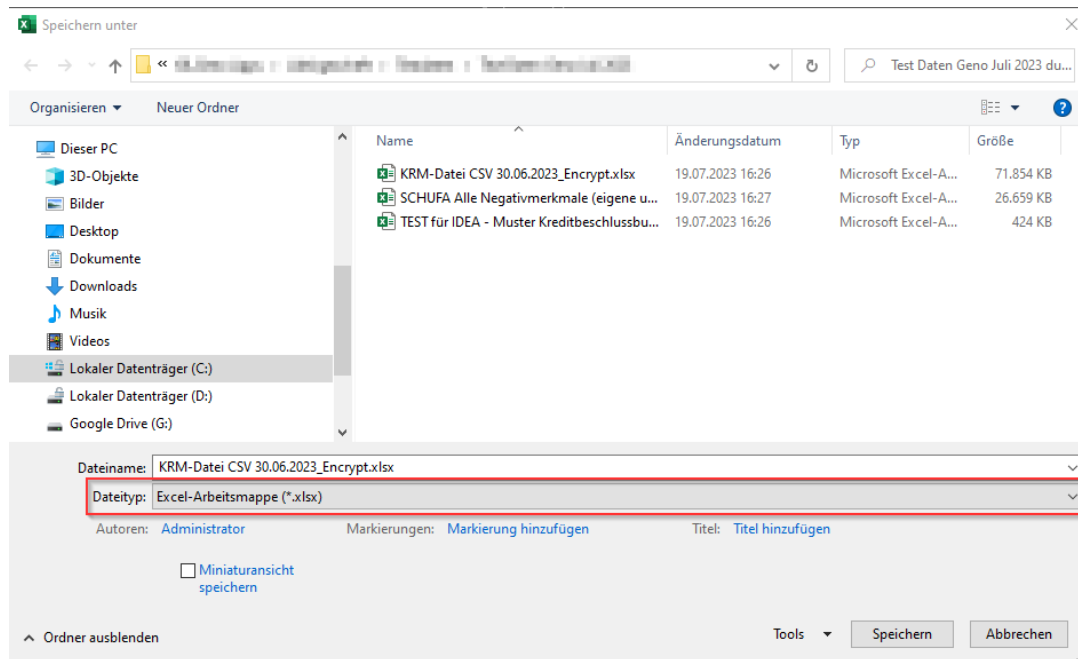 Speichern unter
«
Test Daten Geno Juli 2023 du...
Organisieren
Neuer Ordner
?
Dieser PC
3D-Objekte
Bilder
Desktop
Dokumente
Downloads
Musik
Videos
Lokaler Datenträger (C:)
Lokaler Datenträger (D:)
Google Drive (G:)
Name Änderungsdatum Typ Größe
KRM-Datei CSV 30.06.2023_Encrypt.xlsx 19.07.2023 16:26 Microsoft Excel-A... 71.854 KB
SCHUFA Alle Negativmerkmale (eigene u... 19.07.2023 16:27 Microsoft Excel-A... 26.659 KB
TEST für IDEA - Muster Kreditbeschlussbu... 19.07.2023 16:26 Microsoft Excel-A... 424 KB
Dateiname: KRM-Datei CSV 30.06.2023_Encrypt.xlsx
Dateityp: Excel-Arbeitsmappe (*.xlsx)
Autoren: Administrator Markierungen: Markierung hinzufügen Titel: Titel hinzufügen
Miniaturansicht
speichern
Ordner ausblenden
Tools Speichern Abbrechen